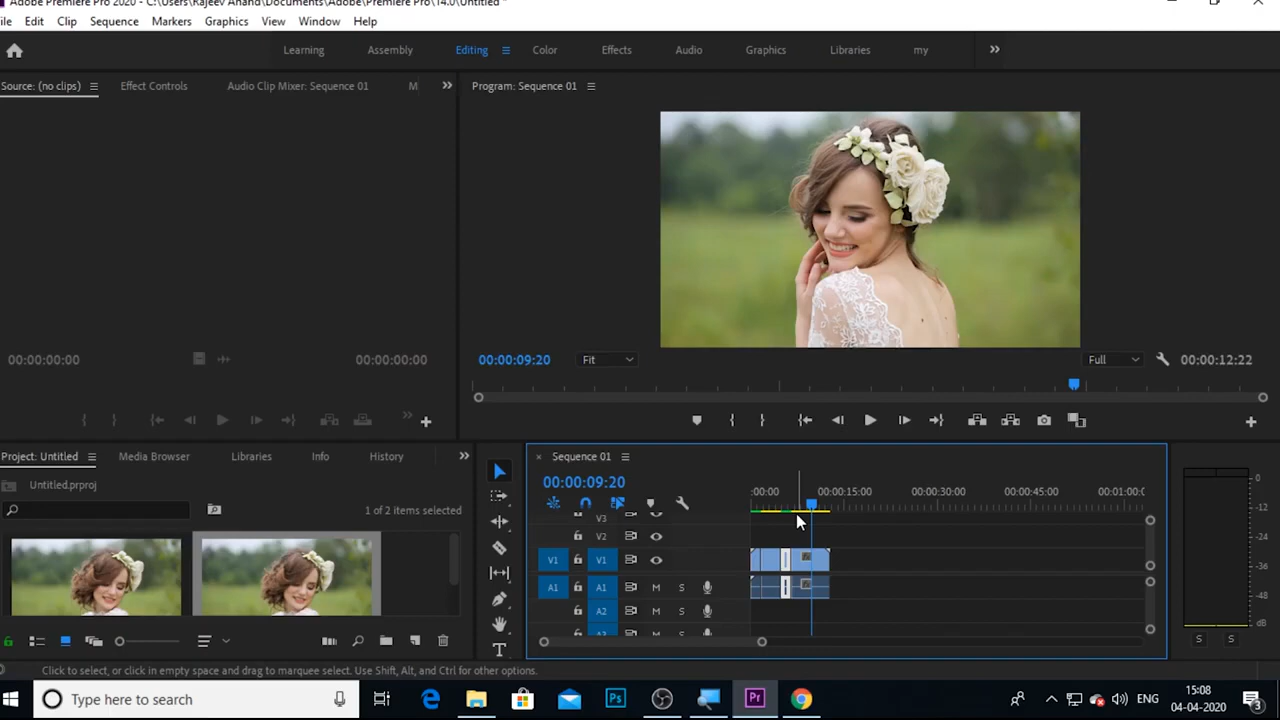 Adobe Premiere Pro 2020 - C:\Users\Rajeev Anand\Documents\Adobe\Premiere Pro\14.0\Untitled *
ile Edit Clip Sequence Markers Graphics View Window Help
Learning Assembly Editing Color Effects Audio Graphics Libraries my
Source: (no clips) Effect Controls Audio Clip Mixer: Sequence 01 M
Program: Sequence 01
00:00:00:00 00:00:00:00
00:00:09:20 Fit Full 00:00:12:22
Project: Untitled Media Browser Libraries Info History
Untitled.prproj
1 of 2 items selected
Sequence 01
00:00:09:20
:00:00 00:00:15:00 00:00:30:00 00:00:45:00 00:01:00:0
V3
V2
V1 V1
A1 A1 M S
A2 M S
0
-12
-24
-36
-48
dB
S S
Click to select, or click in empty space and drag to marquee select. Use Shift, Alt, and Ctrl for other options.
Type here to search
Ps
Pr
ENG
15:08
04-04-2020
3